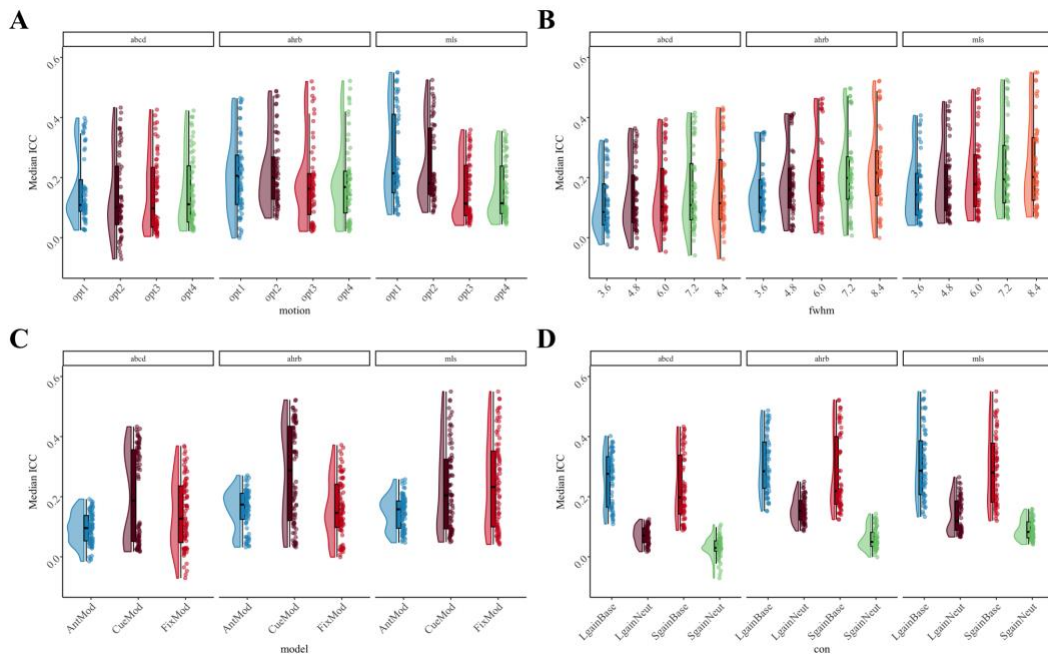 A
abcd ahrb mls
0.6
0.4
0.2
0.0
Median ICC
opt1 opt2 opt3 opt4 opt1 opt2 opt3 opt4 opt1 opt2 opt3 opt4
motion
B
abcd ahrb mls
0.6
0.4
0.2
0.0
Median ICC
3.6 4.8 6.0 7.2 8.4 3.6 4.8 6.0 7.2 8.4 3.6 4.8 6.0 7.2 8.4
fwhm
C
abcd ahrb mls
0.6
0.4
0.2
0.0
Median ICC
AntMod CueMod FixMod AntMod CueMod FixMod AntMod CueMod FixMod
model
D
abcd ahrb mls
0.6
0.4
0.2
0.0
Median ICC
LgainBase LgainNeut SgainBase SgainNeut LgainBase LgainNeut SgainBase SgainNeut LgainBase LgainNeut SgainBase SgainNeut
con